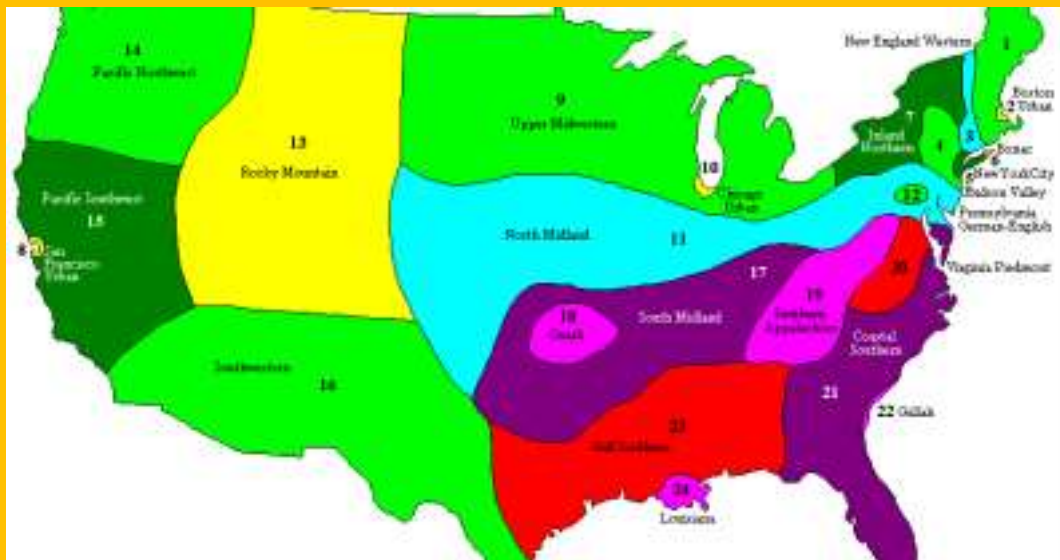 14
Pacific Northwest
13
Rocky Mountain
9
Upper Midwestern
New England Western
1
2
Boston
Urban
7
Inland
Northern
4
3
Bonac
6
5
New York City
Hudson Valley
10
Chicago
Urban
12
Pennsylvania
German-English
Pacific Southwest
15
8
San
Francisco
Urban
North Midland
11
17
Virginia Piedmont
20
19
Southern
Appalachian
18
Ozark
South Midland
Coastal
Southern
Southwestern
16
21
22 Gullah
23
Gulf Southern
24
Louisiana